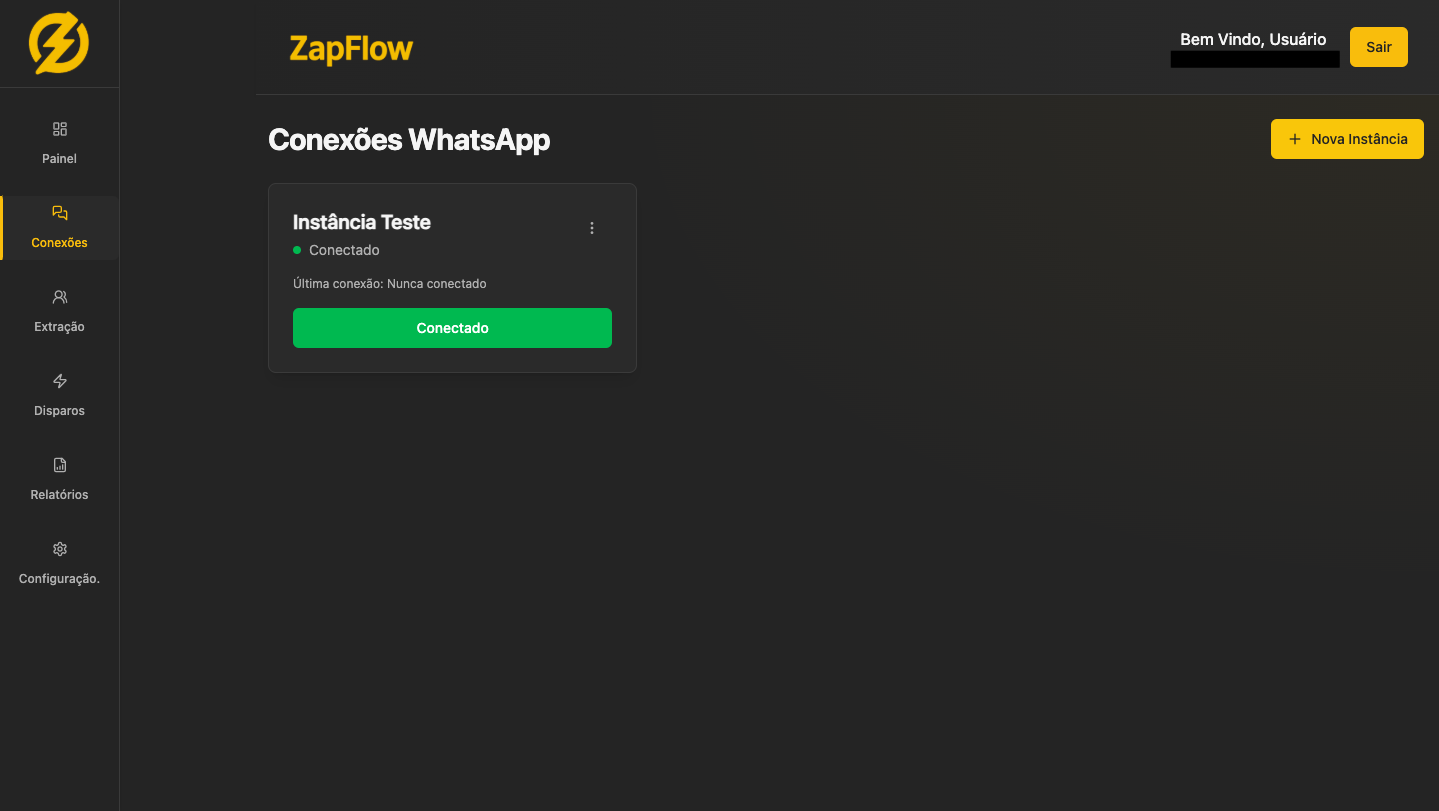 ZapFlow
Bem Vindo, Usuário
Sair
Painel
Conexões
Extração
Disparos
Relatórios
Configuração.
Conexões WhatsApp
+ Nova Instância
Instância Teste
Conectado
Última conexão: Nunca conectado
Conectado